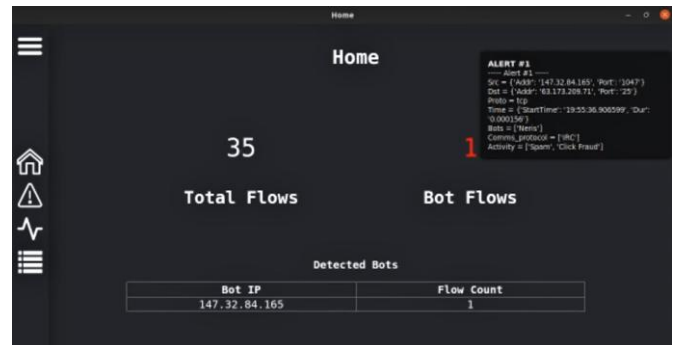 Home
Home
ALERT #1
----- Alert #1 -----
Src = {'Addr': '147.32.84.165', 'Port': '1047'}
Dst = {'Addr': '63.173.209.71', 'Port': '25'}
Proto = tcp
Time = {'StartTime': '19:55:36.906599', 'Dur':
'0.000156'}
Bots = ['Neris']
Comms_protocol = ['IRC']
Activity = ['Spam', 'Click Fraud']
35
1
Total Flows
Bot Flows
Detected Bots
Bot IP Flow Count
147.32.84.165 1